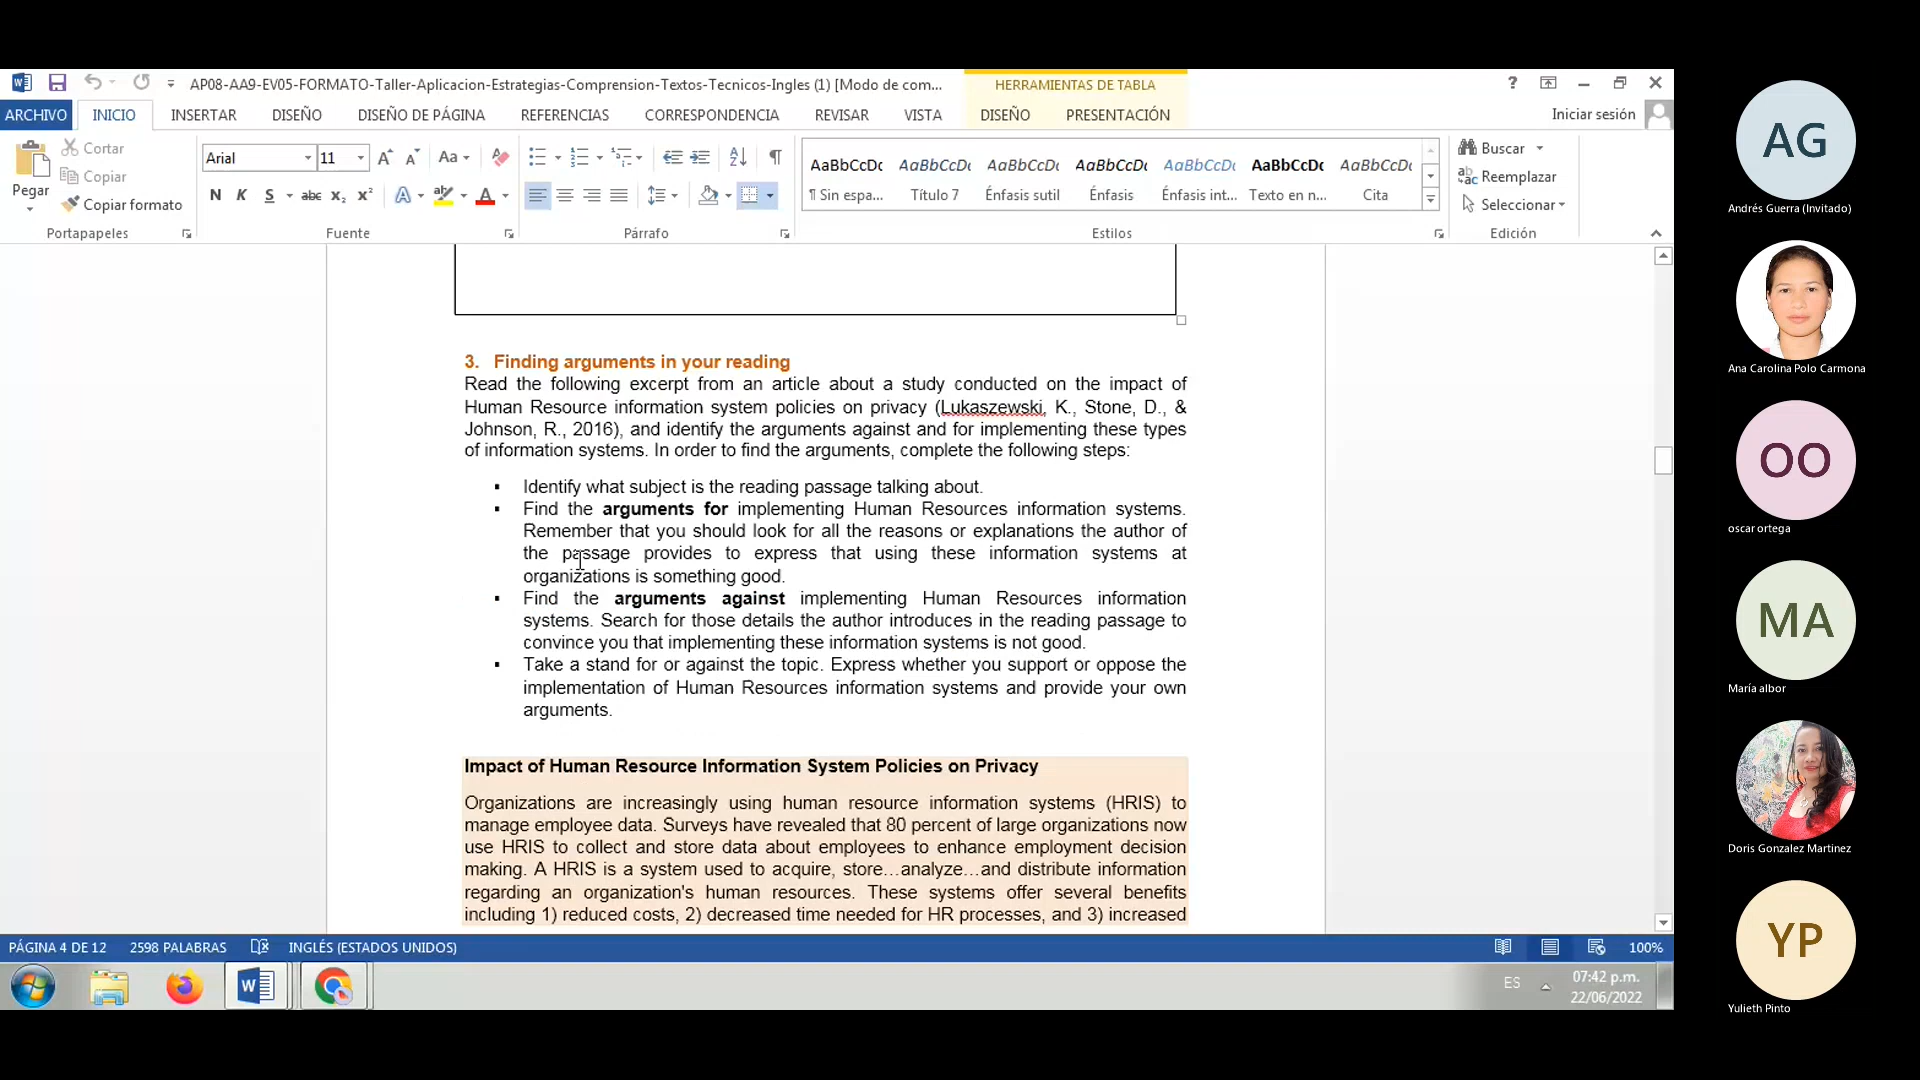 AP08-AA9-EV05-FORMATO-Taller-Aplicacion-Estrategias-Comprension-Textos-Tecnicos-Ingles (1) [Modo de com...
HERRAMIENTAS DE TABLA
?
ARCHIVO INICIO INSERTAR DISEÑO DISEÑO DE PÁGINA REFERENCIAS CORRESPONDENCIA REVISAR VISTA DISEÑO PRESENTACIÓN Iniciar sesión
Pegar
Cortar
Copiar
Copiar formato
Portapapeles
Arial 11
Aa
N K S abc x₂ x² A ab A
Fuente
Párrafo
AaBbCcDc AaBbCcDc AaBbCcDc AaBbCcDc AaBbCcDc AaBbCcDc AaBbCcDc
¶ Sin espa... Título 7 Énfasis sutil Énfasis Énfasis int... Texto en n... Cita
Estilos
Buscar
Reemplazar
Seleccionar
Edición
3. Finding arguments in your reading
Read the following excerpt from an article about a study conducted on the impact of
Human Resource information system policies on privacy (Lukaszewski, K., Stone, D., &
Johnson, R., 2016), and identify the arguments against and for implementing these types
of information systems. In order to find the arguments, complete the following steps:
▪ Identify what subject is the reading passage talking about.
▪ Find the arguments for implementing Human Resources information systems.
Remember that you should look for all the reasons or explanations the author of
the passage provides to express that using these information systems at
organizations is something good.
▪ Find the arguments against implementing Human Resources information
systems. Search for those details the author introduces in the reading passage to
convince you that implementing these information systems is not good.
▪ Take a stand for or against the topic. Express whether you support or oppose the
implementation of Human Resources information systems and provide your own
arguments.
Impact of Human Resource Information System Policies on Privacy
Organizations are increasingly using human resource information systems (HRIS) to
manage employee data. Surveys have revealed that 80 percent of large organizations now
use HRIS to collect and store data about employees to enhance employment decision
making. A HRIS is a system used to acquire, store…analyze…and distribute information
regarding an organization's human resources. These systems offer several benefits
including 1) reduced costs, 2) decreased time needed for HR processes, and 3) increased
PÁGINA 4 DE 12 2598 PALABRAS INGLÉS (ESTADOS UNIDOS) 100%
ES
07:42 p.m.
22/06/2022
AG
Andrés Guerra (Invitado)
Ana Carolina Polo Carmona
OO
oscar ortega
MA
María albor
Doris Gonzalez Martinez
YP
Yulieth Pinto